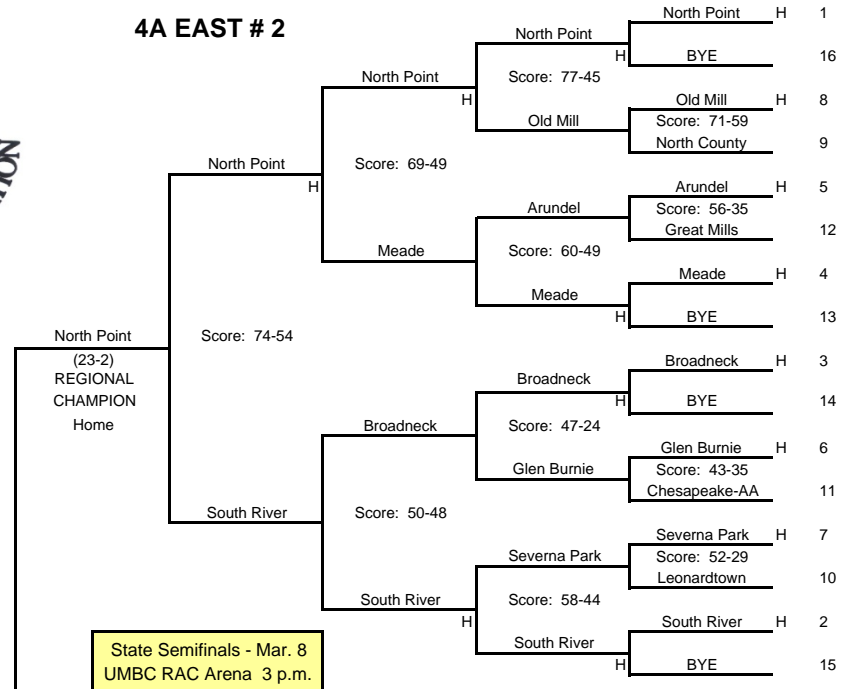 4A EAST # 2
North Point H 1
North Point
H BYE 16
Score: 77-45
North Point
H Old Mill H 8
Old Mill Score: 71-59
North County 9
North Point Score: 69-49
H Arundel H 5
Arundel Score: 56-35
Great Mills 12
Meade Score: 60-49
Meade H 4
Meade
H BYE 13
North Point Score: 74-54
(23-2)
REGIONAL
CHAMPION
Home
Broadneck H 3
Broadneck
H BYE 14
Broadneck Score: 47-24
Glen Burnie H 6
Glen Burnie Score: 43-35
Chesapeake-AA 11
South River Score: 50-48
Severna Park H 7
Severna Park Score: 52-29
Leonardtown 10
South River Score: 58-44
H South River H 2
South River
H BYE 15
State Semifinals - Mar. 8
UMBC RAC Arena 3 p.m.